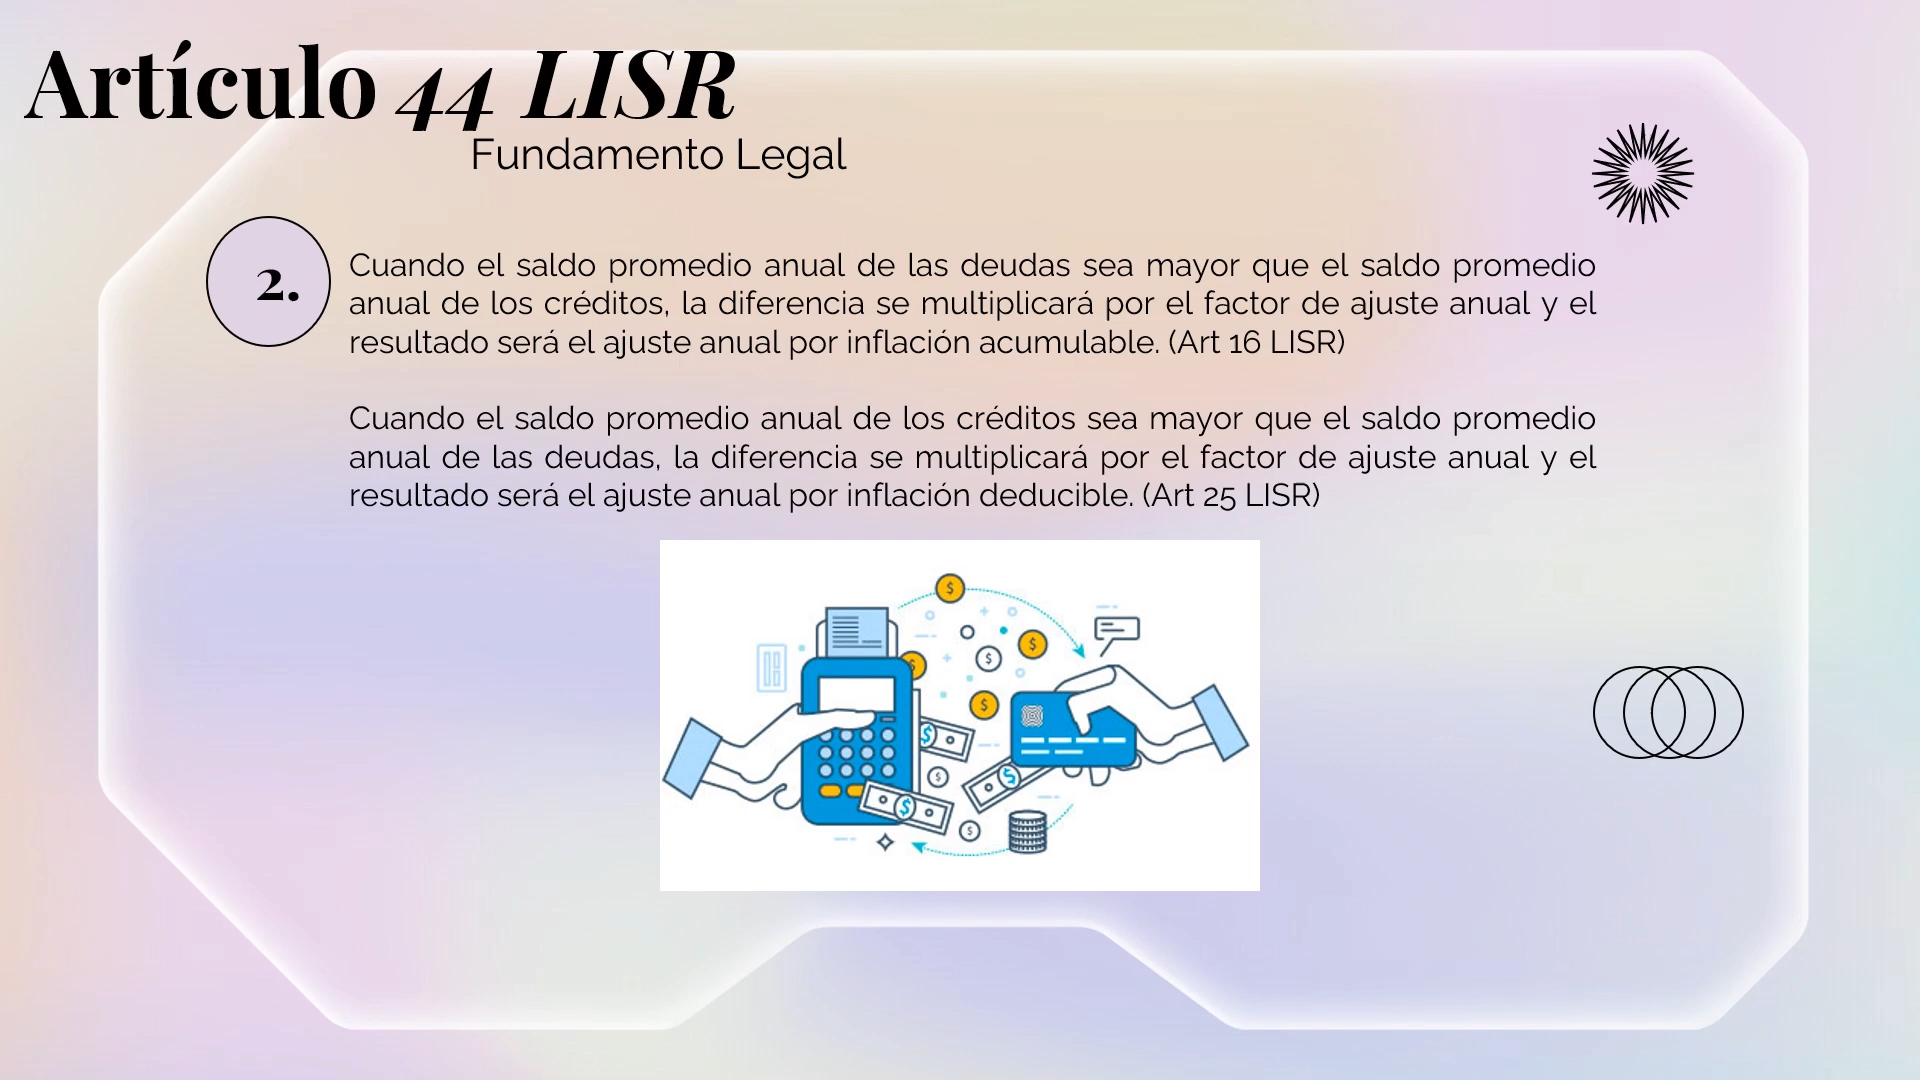 Artículo 44 LISR
Fundamento Legal
2.
Cuando el saldo promedio anual de las deudas sea mayor que el saldo promedio
anual de los créditos, la diferencia se multiplicará por el factor de ajuste anual y el
resultado será el ajuste anual por inflación acumulable. (Art 16 LISR)
Cuando el saldo promedio anual de los créditos sea mayor que el saldo promedio
anual de las deudas, la diferencia se multiplicará por el factor de ajuste anual y el
resultado será el ajuste anual por inflación deducible. (Art 25 LISR)